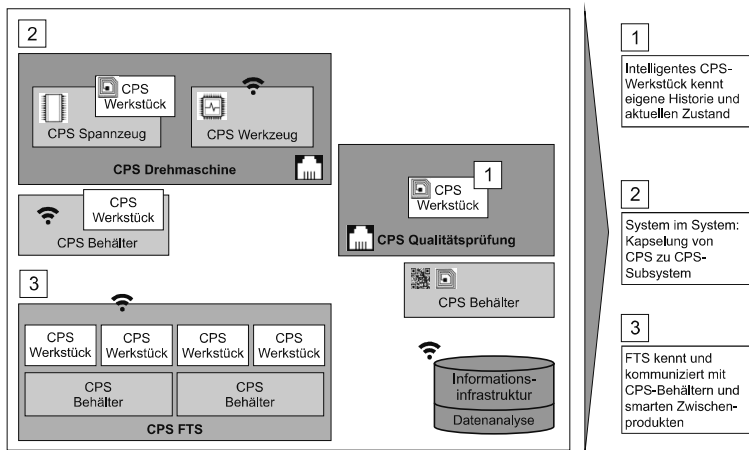 2
CPS
Werkstück
CPS Spannzeug
CPS Werkzeug
CPS Drehmaschine
CPS
Werkstück
CPS Behälter
1
CPS
Werkstück
CPS Qualitätsprüfung
CPS Behälter
3
CPS
Werkstück
CPS
Werkstück
CPS
Werkstück
CPS
Werkstück
CPS
Behälter
CPS
Behälter
CPS FTS
Informations-
infrastruktur
Datenanalyse
1
Intelligentes CPS-
Werkstück kennt
eigene Historie und
aktuellen Zustand
2
System im System:
Kapselung von
CPS zu CPS-
Subsystem
3
FTS kennt und
kommuniziert mit
CPS-Behältern und
smarten Zwischen-
produkten